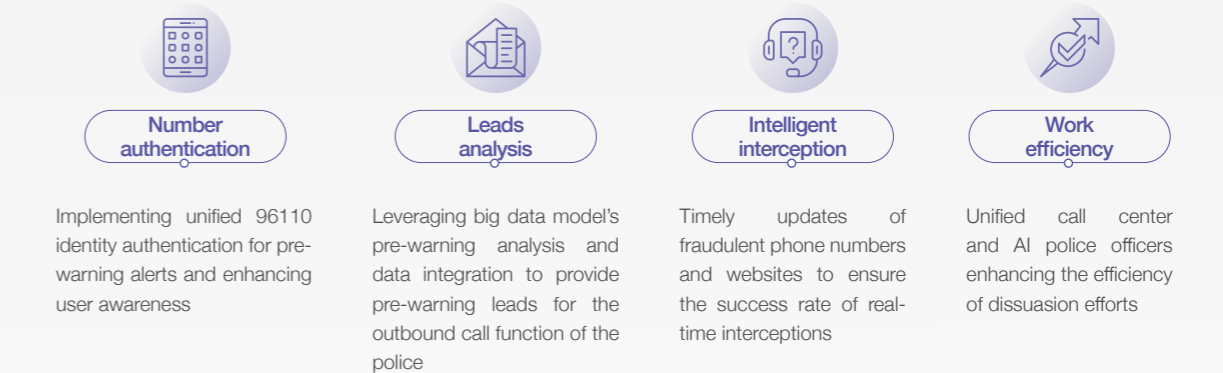 Number
authentication
Implementing unified 96110
identity authentication for pre-
warning alerts and enhancing
user awareness
Leads
analysis
Leveraging big data model's
pre-warning analysis and
data integration to provide
pre-warning leads for the
outbound call function of the
police
Intelligent
interception
Timely updates of
fraudulent phone numbers
and websites to ensure
the success rate of real-
time interceptions
Work
efficiency
Unified call center
and AI police officers
enhancing the efficiency
of dissuasion efforts